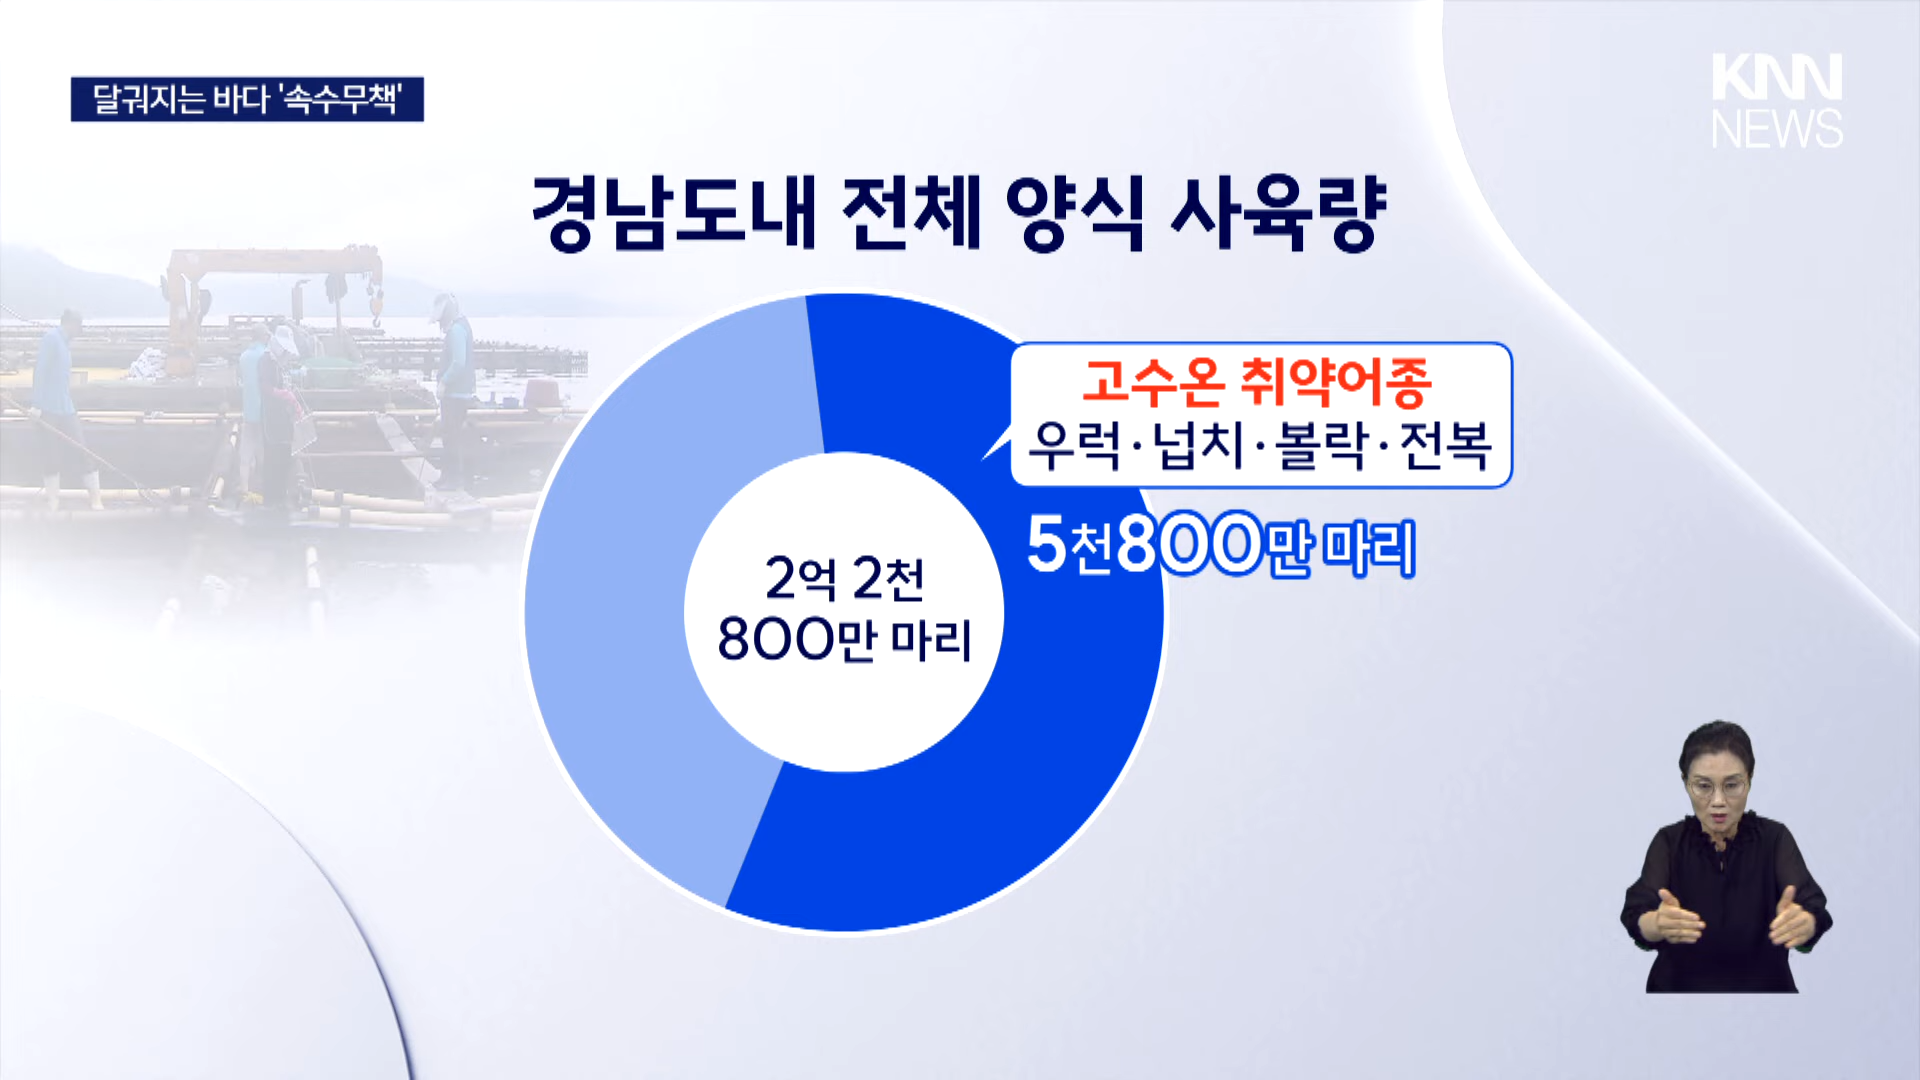 달궈지는 바다 '속수무책'
KNN
NEWS
경남도내 전체 양식 사육량
고수온 취약어종
우럭·넙치·볼락·전복
5천800만 마리
2억 2천
800만 마리